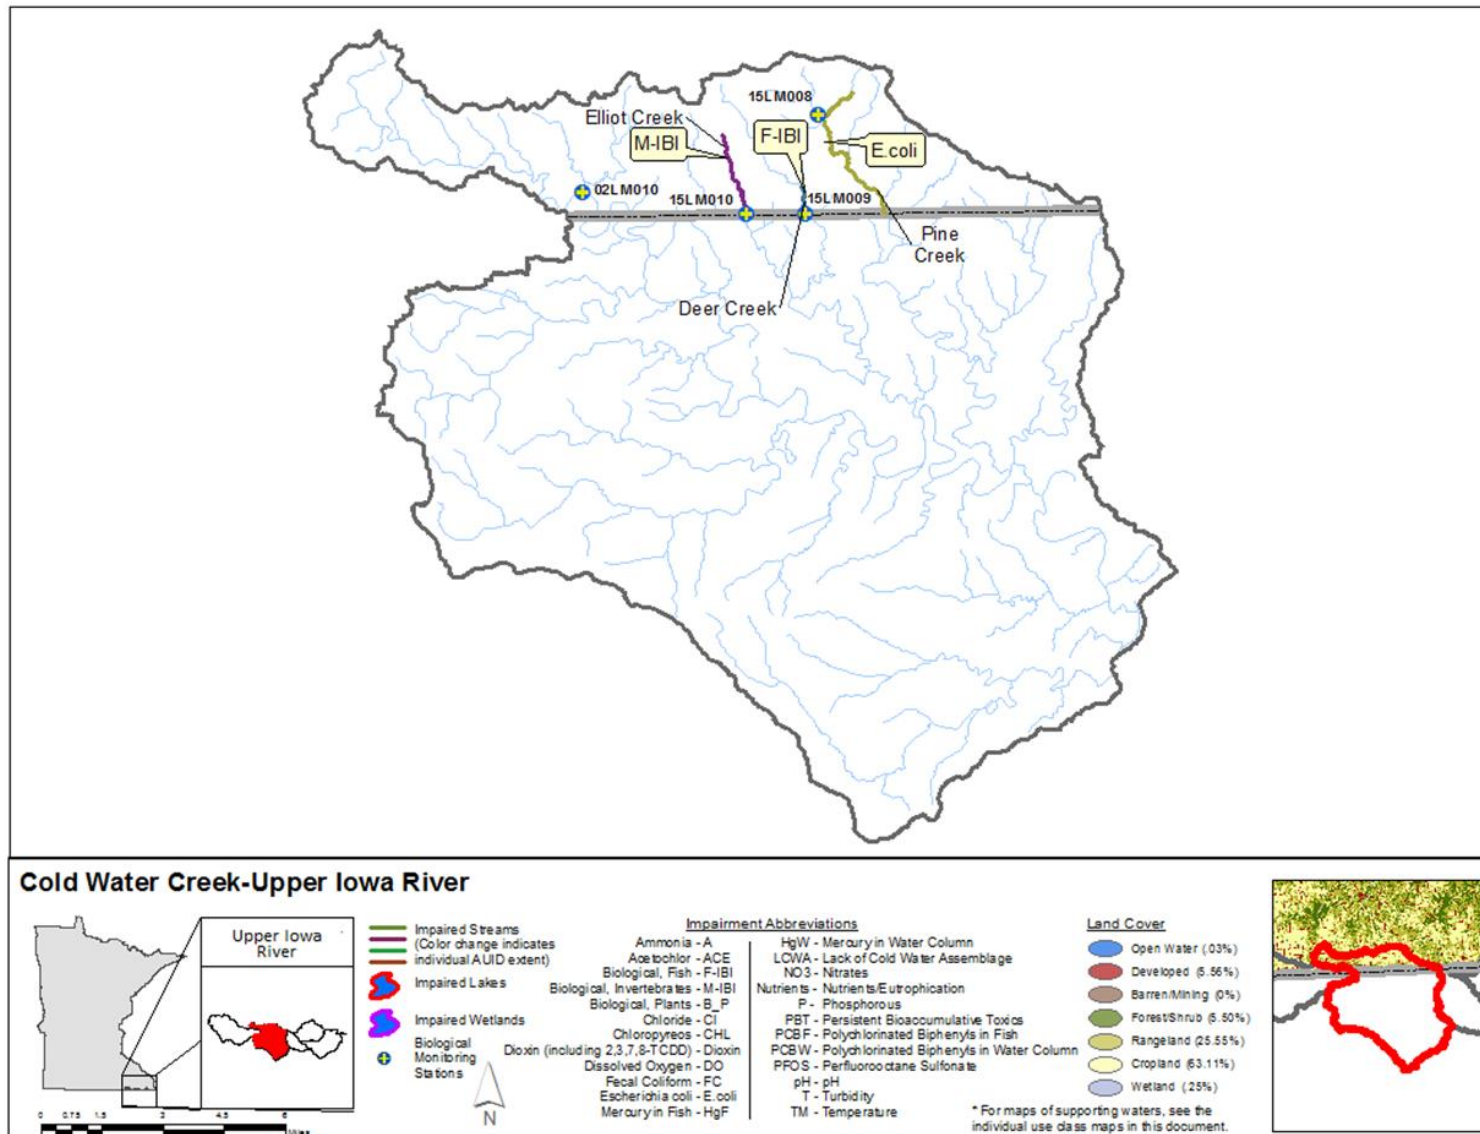 15LM008
Elliot Creek
M-IBI
F-IBI
E.coli
02LM010
15LM010
15LM009
Pine
Creek
Deer Creek
Cold Water Creek-Upper Iowa River
Upper Iowa
River
Impaired Streams
(Color change indicates
individual AUID extent)
Impaired Lakes
Impaired Wetlands
Biological
Monitoring
Stations
N
0 0.75 1.5 3 4.5 6
Miles
Impairment Abbreviations
Ammonia - A
Acetochlor - ACE
Biological, Fish - F-IBI
Biological, Invertebrates - M-IBI
Biological, Plants - B_P
Chloride - Cl
Chloropyreos - CHL
Dioxin (including 2,3,7,8-TCDD) - Dioxin
Dissolved Oxygen - DO
Fecal Coliform - FC
Escherichia coli - E.coli
Mercury in Fish - HgF
HgW - Mercury in Water Column
LCWA - Lack of Cold Water Assemblage
NO3 - Nitrates
Nutrients - Nutrients/Eutrophication
P - Phosphorous
PBT - Persistent Bioaccumulative Toxics
PCBF - Polychlorinated Biphenyls in Fish
PCBW - Polychlorinated Biphenyls in Water Column
PFOS - Perfluorooctane Sulfonate
pH - pH
T - Turbidity
TM - Temperature
Land Cover
Open Water (.03%)
Developed (5.56%)
Barren/Mining (0%)
Forest/Shrub (5.50%)
Rangeland (25.55%)
Cropland (63.11%)
Wetland (.25%)
* For maps of supporting waters, see the
individual use class maps in this document.